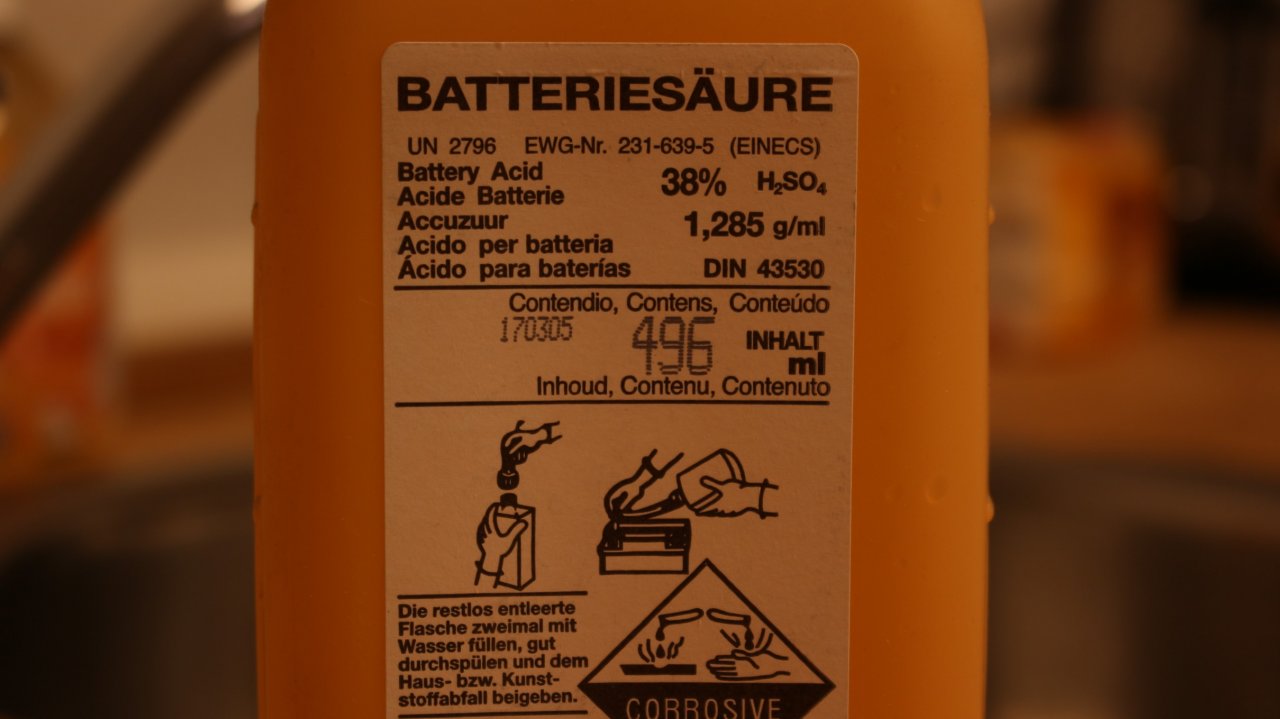 BATTERIESÄURE
UN 2796 EWG-Nr. 231-639-5 (EINECS)
Battery Acid
Acide Batterie
Accuzuur
Acido per batteria
Ácido para baterías
38% H₂SO₄
1,285 g/ml
DIN 43530
Contendio, Contens, Conteúdo
170305 496 INHALT
ml
Inhoud, Contenu, Contenuto
Die restlos entleerte
Flasche zweimal mit
Wasser füllen, gut
durchspülen und dem
Haus- bzw. Kunst-
stoffabfall beigeben.
CORROSIVE